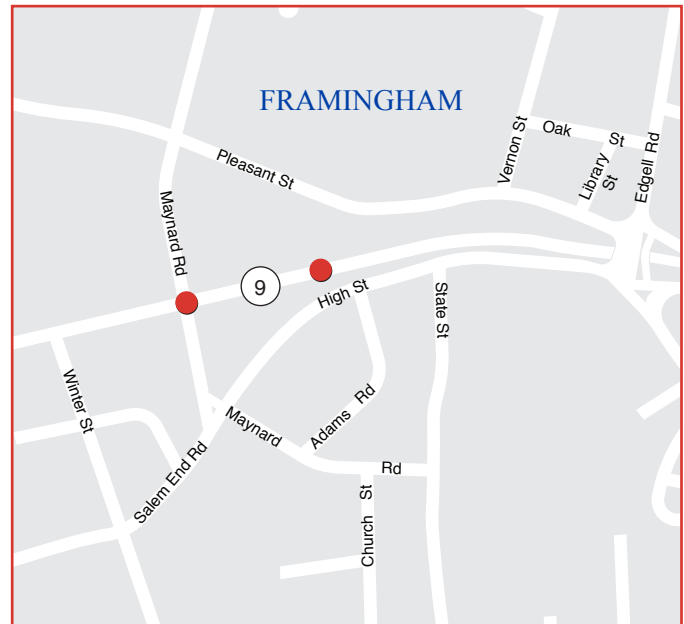 FRAMINGHAM
Vernon St
Oak St
Library St
Edgell Rd
Pleasant St
Maynard Rd
9
High St
State St
Winter St
Maynard Rd
Adams Rd
Salem End Rd
Church St